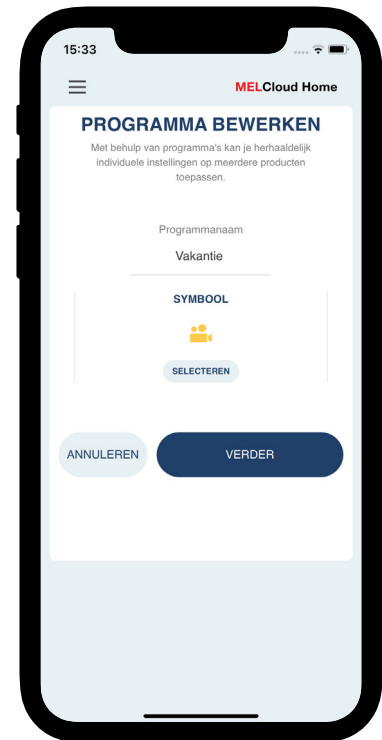 15:33
MELCloud Home
PROGRAMMA BEWERKEN
Met behulp van programma's kan je herhaaldelijk
individuele instellingen op meerdere producten
toepassen.
Programmanaam
Vakantie
SYMBOOL
SELECTEREN
ANNULEREN
VERDER